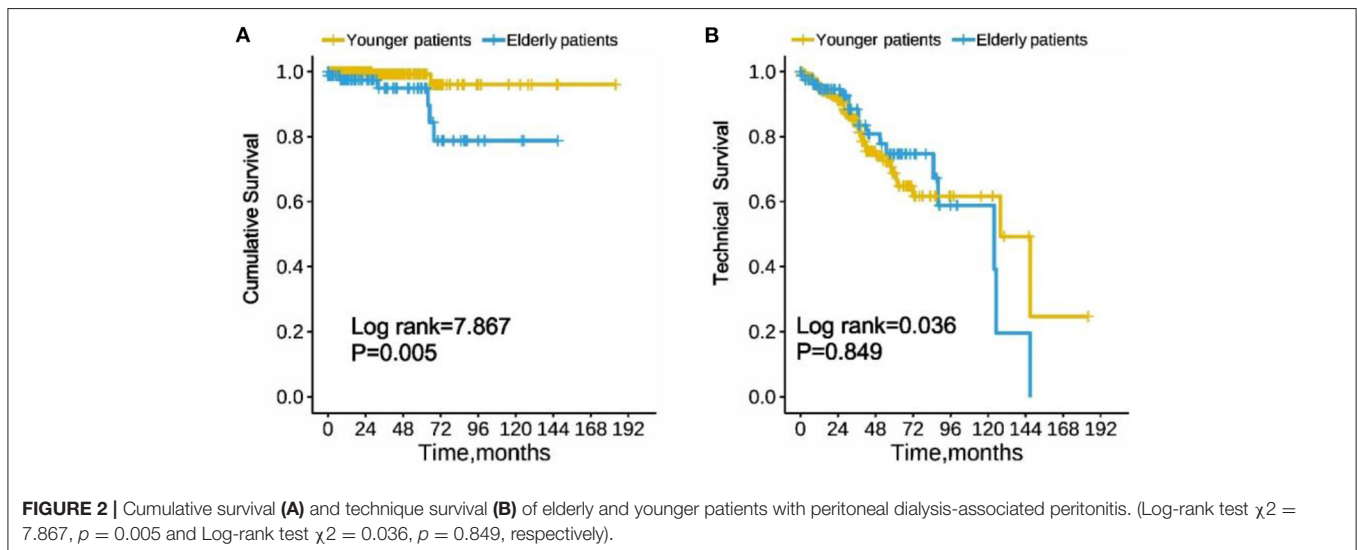 A
Younger patients Elderly patients
1.0
0.8
0.6
0.4
0.2
0.0
Cumulative Survival
Log rank=7.867
P=0.005
0 24 48 72 96 120 144 168 192
Time,months
B
Younger patients Elderly patients
1.0
0.8
0.6
0.4
0.2
0.0
Technical Survival
Log rank=0.036
P=0.849
0 24 48 72 96 120 144 168 192
Time,months
FIGURE 2 | Cumulative survival (A) and technique survival (B) of elderly and younger patients with peritoneal dialysis-associated peritonitis. (Log-rank test χ2 =
7.867, p = 0.005 and Log-rank test χ2 = 0.036, p = 0.849, respectively).